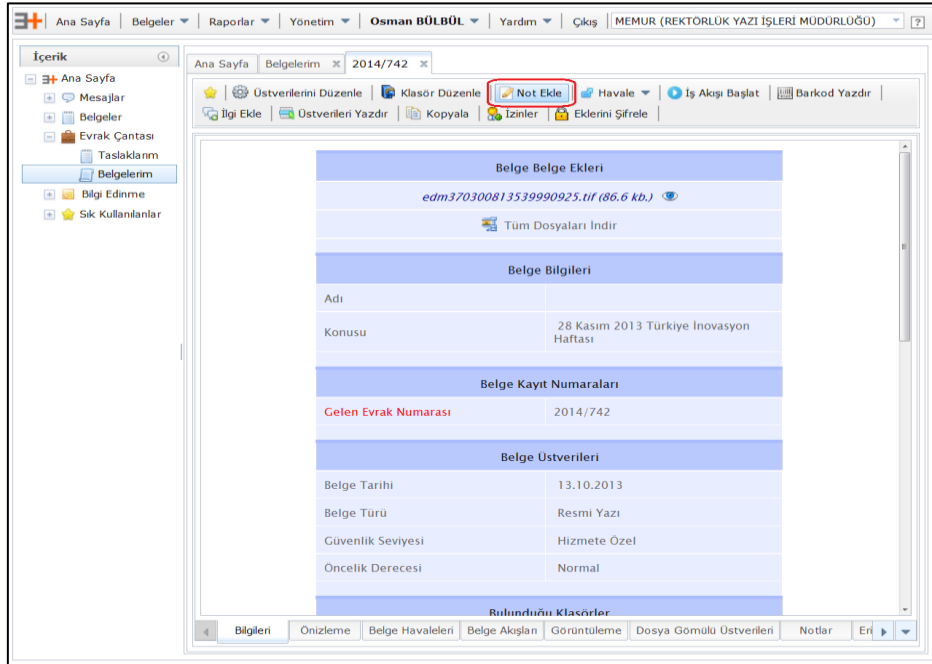 Ana Sayfa Belgeler Raporlar Yönetim Osman BÜLBÜL Yardım Çıkış MEMUR (REKTÖRLÜK YAZI İŞLERİ MÜDÜRLÜĞÜ) ?
İçerik
Ana Sayfa
Mesajlar
Belgeler
Evrak Çantası
Taslaklarım
Belgelerim
Bilgi Edinme
Sık Kullanılanlar
Ana Sayfa Belgelerim 2014/742
Üstverilerini Düzenle Klasör Düzenle Not Ekle Havale İş Akışı Başlat Barkod Yazdır
İlgi Ekle Üstverileri Yazdır Kopyala İzinler Eklerini Şifrele
Belge Belge Ekleri
edm370300813539990925.tif (86.6 kb.)
Tüm Dosyaları İndir
Belge Bilgileri
Adı
Konusu 28 Kasım 2013 Türkiye İnovasyon
Haftası
Belge Kayıt Numaraları
Gelen Evrak Numarası 2014/742
Belge Üstverileri
Belge Tarihi 13.10.2013
Belge Türü Resmi Yazı
Güvenlik Seviyesi Hizmete Özel
Öncelik Derecesi Normal
Bulunduğu Klasörler
Bilgileri Önizleme Belge Havaleleri Belge Akışları Görüntüleme Dosya Gömülü Üstverileri Notlar